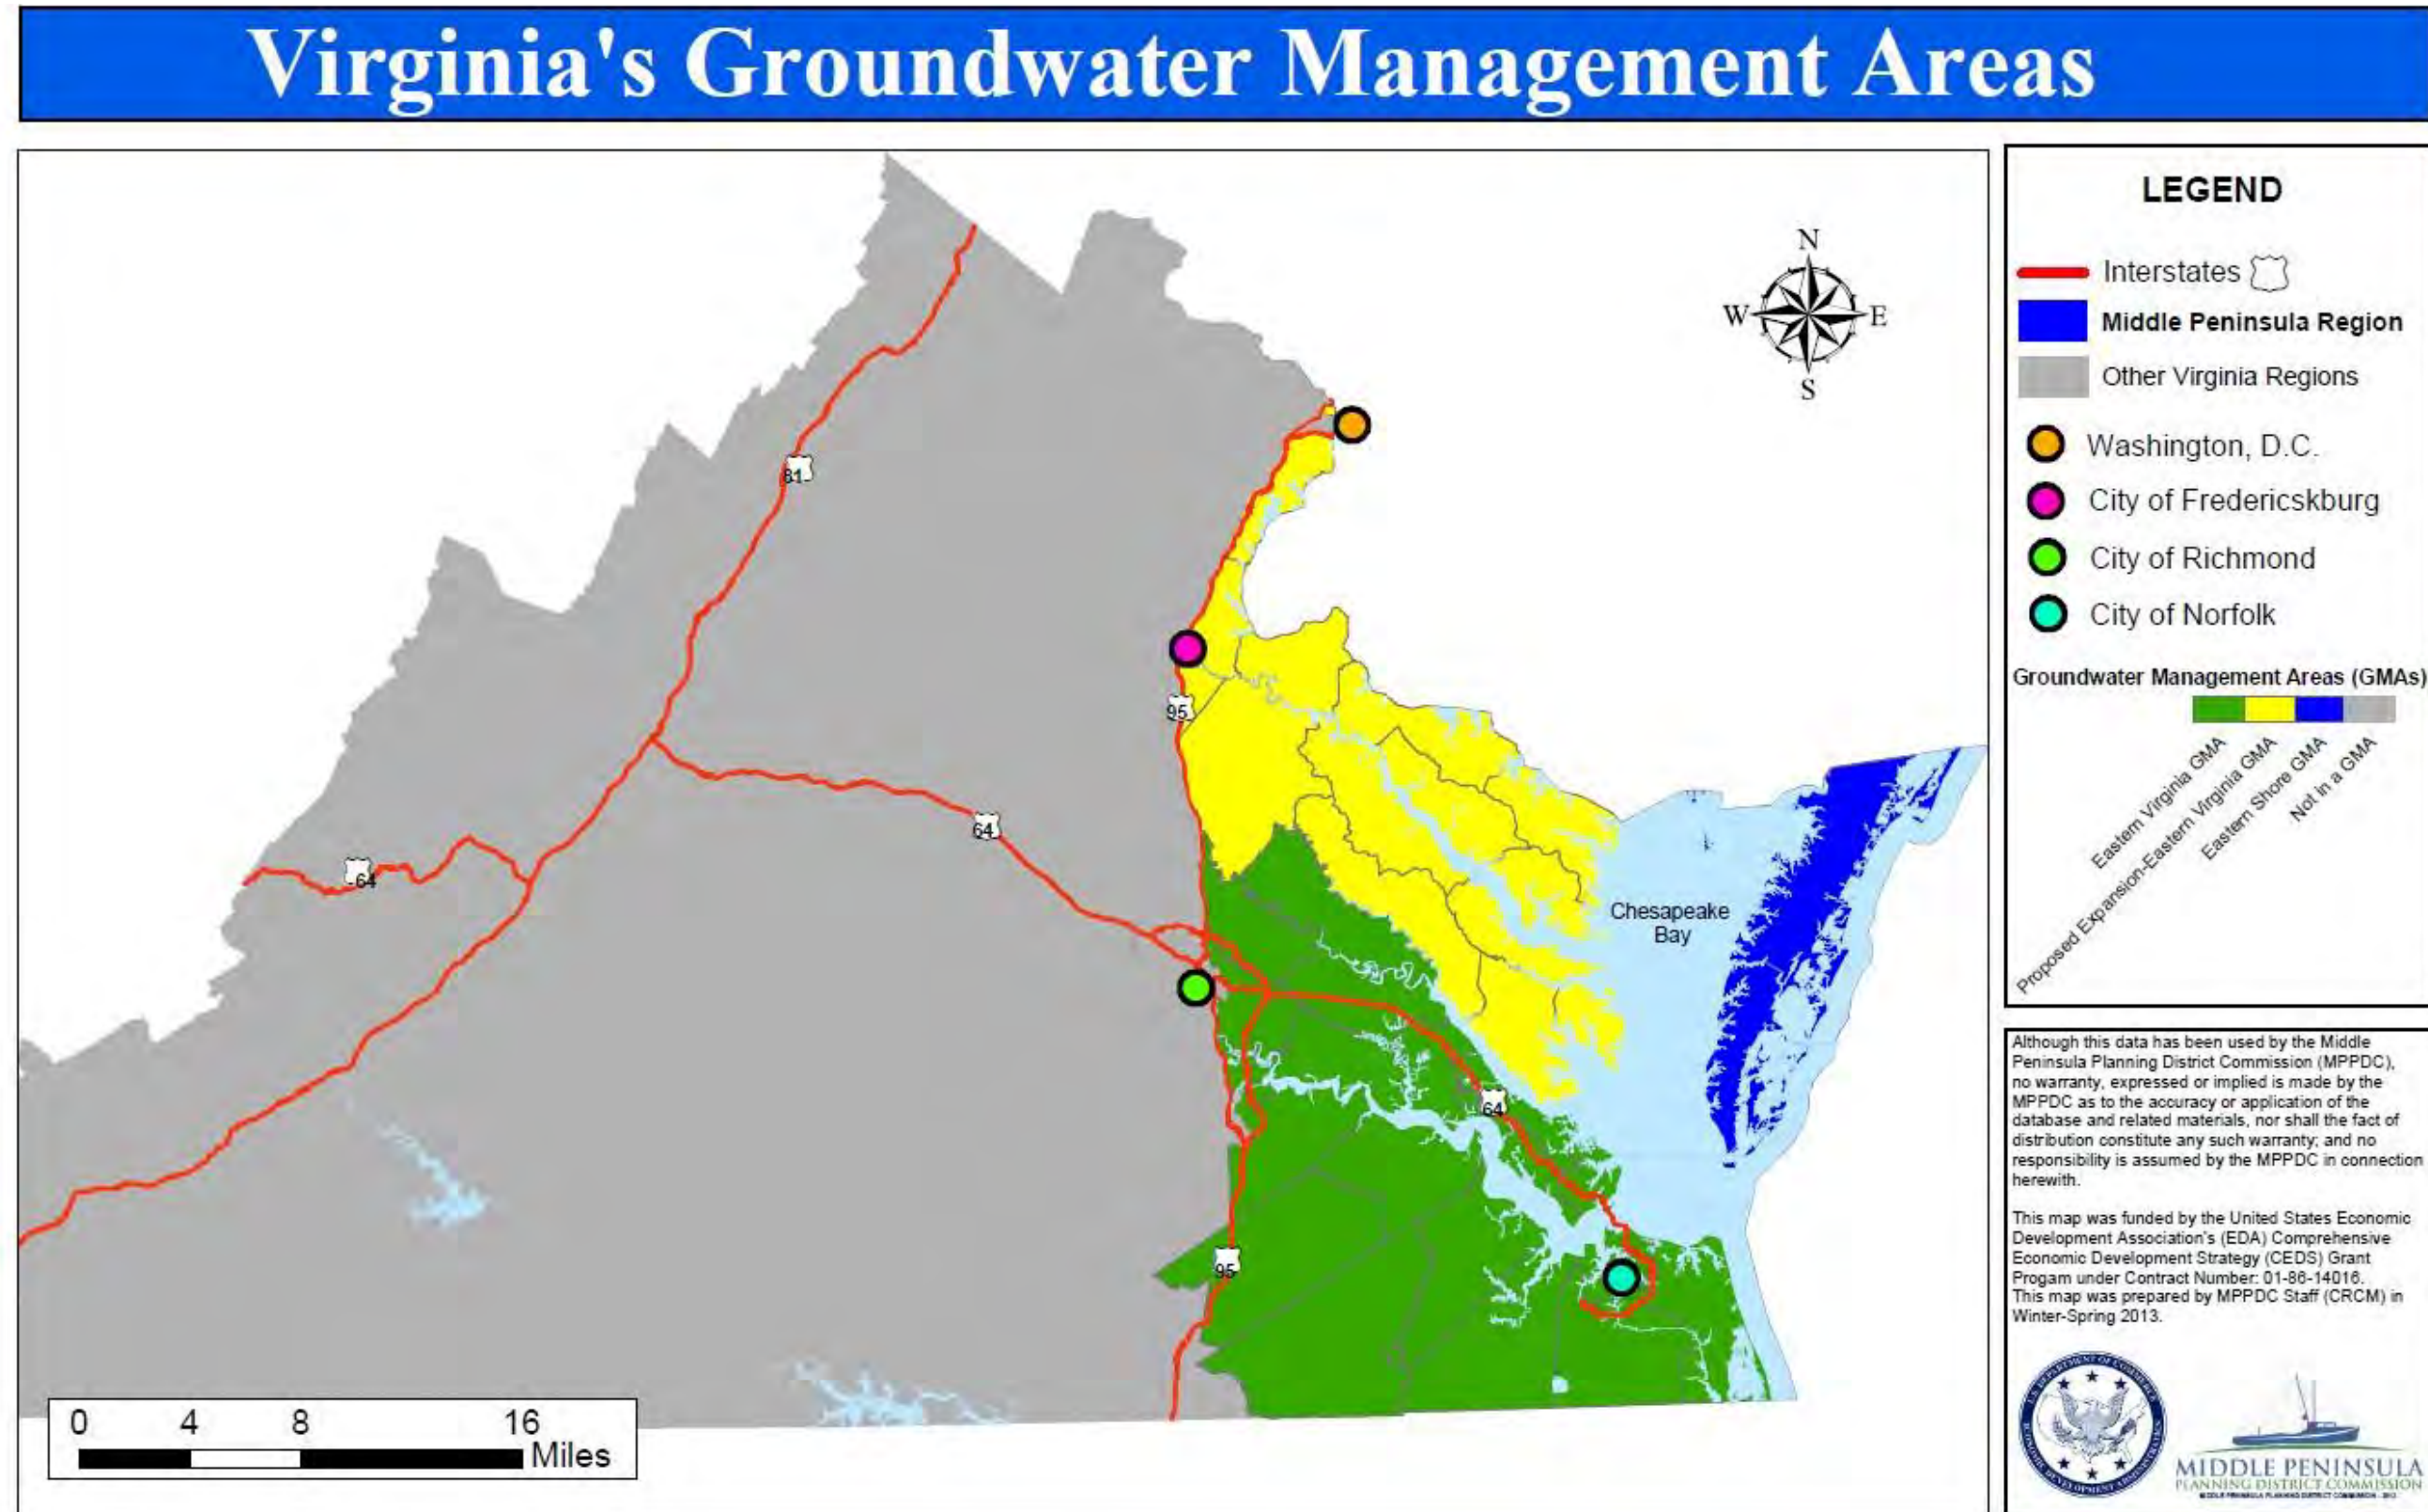 Virginia's Groundwater Management Areas
N
W E
S
81
95
64
64
Chesapeake
Bay
64
95
0 4 8 16
Miles
LEGEND
Interstates
Middle Peninsula Region
Other Virginia Regions
Washington, D.C.
City of Fredericskburg
City of Richmond
City of Norfolk
Groundwater Management Areas (GMAs)
Eastern Virginia GMA
Proposed Expansion-Eastern Virginia GMA
Eastern Shore GMA
Not in a GMA
Although this data has been used by the Middle
Peninsula Planning District Commission (MPPDC),
no warranty, expressed or implied is made by the
MPPDC as to the accuracy or application of the
database and related materials, nor shall the fact of
distribution constitute any such warranty; and no
responsibility is assumed by the MPPDC in connection
herewith.
This map was funded by the United States Economic
Development Association's (EDA) Comprehensive
Economic Development Strategy (CEDS) Grant
Progam under Contract Number: 01-86-14016.
This map was prepared by MPPDC Staff (CRCM) in
Winter-Spring 2013.
U.S. DEPARTMENT OF COMMERCE
ECONOMIC DEVELOPMENT ADMINISTRATION
MIDDLE PENINSULA
PLANNING DISTRICT COMMISSION